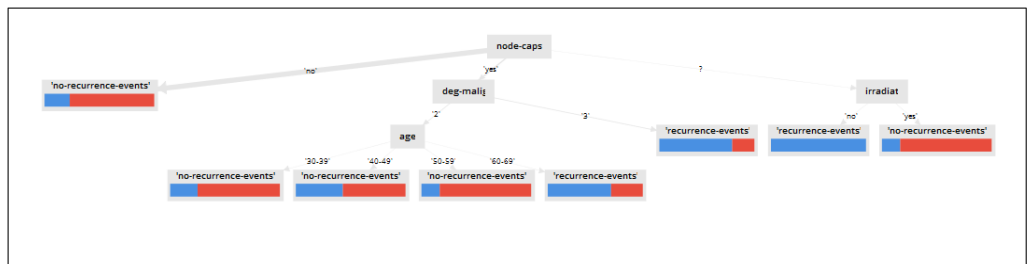 node-caps
'no'
'yes'
?
'no-recurrence-events'
deg-malig
irradiat
'2'
'3'
'no'
'yes'
age
'recurrence-events'
'recurrence-events'
'no-recurrence-events'
'30-39'
'40-49'
'50-59'
'60-69'
'no-recurrence-events'
'no-recurrence-events'
'no-recurrence-events'
'recurrence-events'